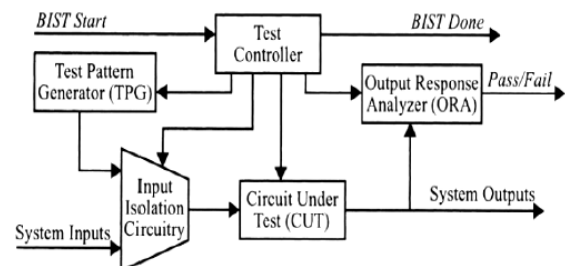 BIST Start
Test
Controller
BIST Done
Test Pattern
Generator (TPG)
Output Response
Analyzer (ORA)
Pass/Fail
Input
Isolation
Circuitry
Circuit Under
Test (CUT)
System Outputs
System Inputs